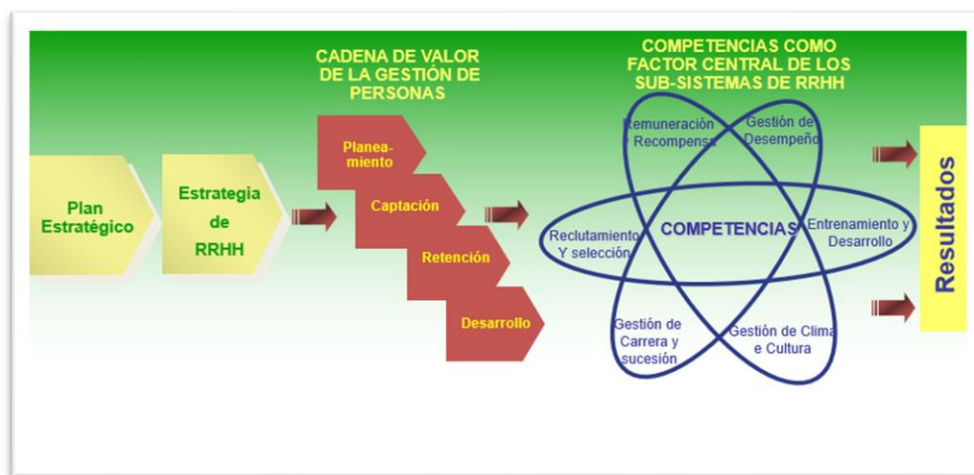 CADENA DE VALOR
DE LA GESTIÓN DE
PERSONAS
COMPETENCIAS COMO
FACTOR CENTRAL DE LOS
SUB-SISTEMAS DE RRHH
Plan
Estratégico
Estrategia
de
RRHH
Planea-
miento
Captación
Retención
Desarrollo
Remuneración
y Recompensa
Gestión de
Desempeño
Reclutamiento
Y selección
COMPETENCIAS
Entrenamiento y
Desarrollo
Gestión de
Carrera y
sucesión
Gestión de Clima
e Cultura
Resultados